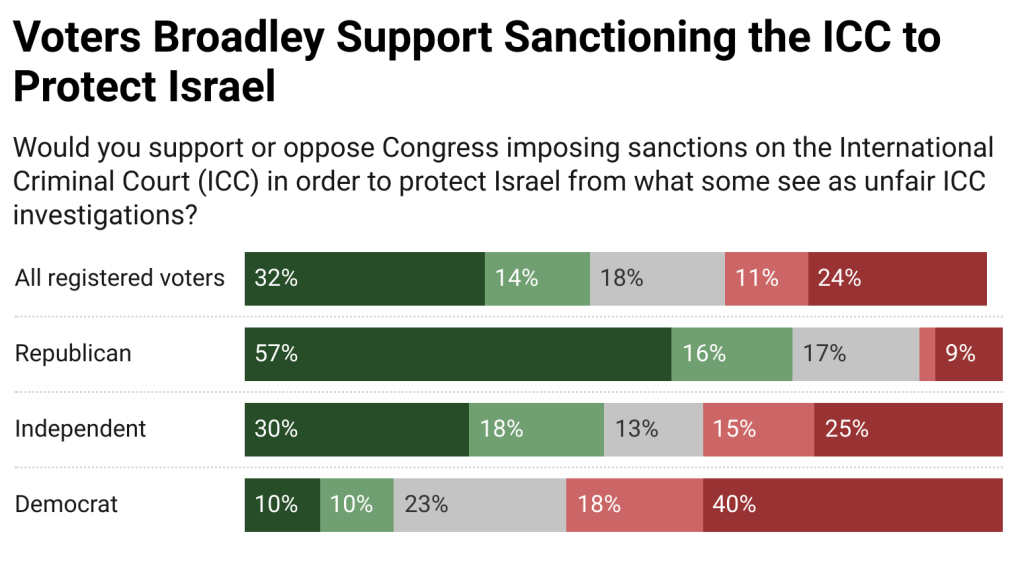 Voters Broadley Support Sanctioning the ICC to
Protect Israel
Would you support or oppose Congress imposing sanctions on the International
Criminal Court (ICC) in order to protect Israel from what some see as unfair ICC
investigations?
All registered voters 32% 14% 18% 11% 24%
Republican 57% 16% 17% 9%
Independent 30% 18% 13% 15% 25%
Democrat 10% 10% 23% 18% 40%